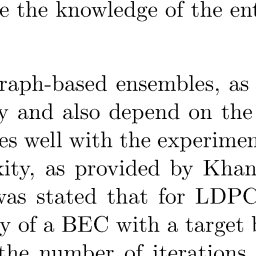 e the knowledge of the ent
raph-based ensembles, as
y and also depend on the
es well with the experimen
xity, as provided by Khan
was stated that for LDPC
y of a BEC with a target b
the number of iterations